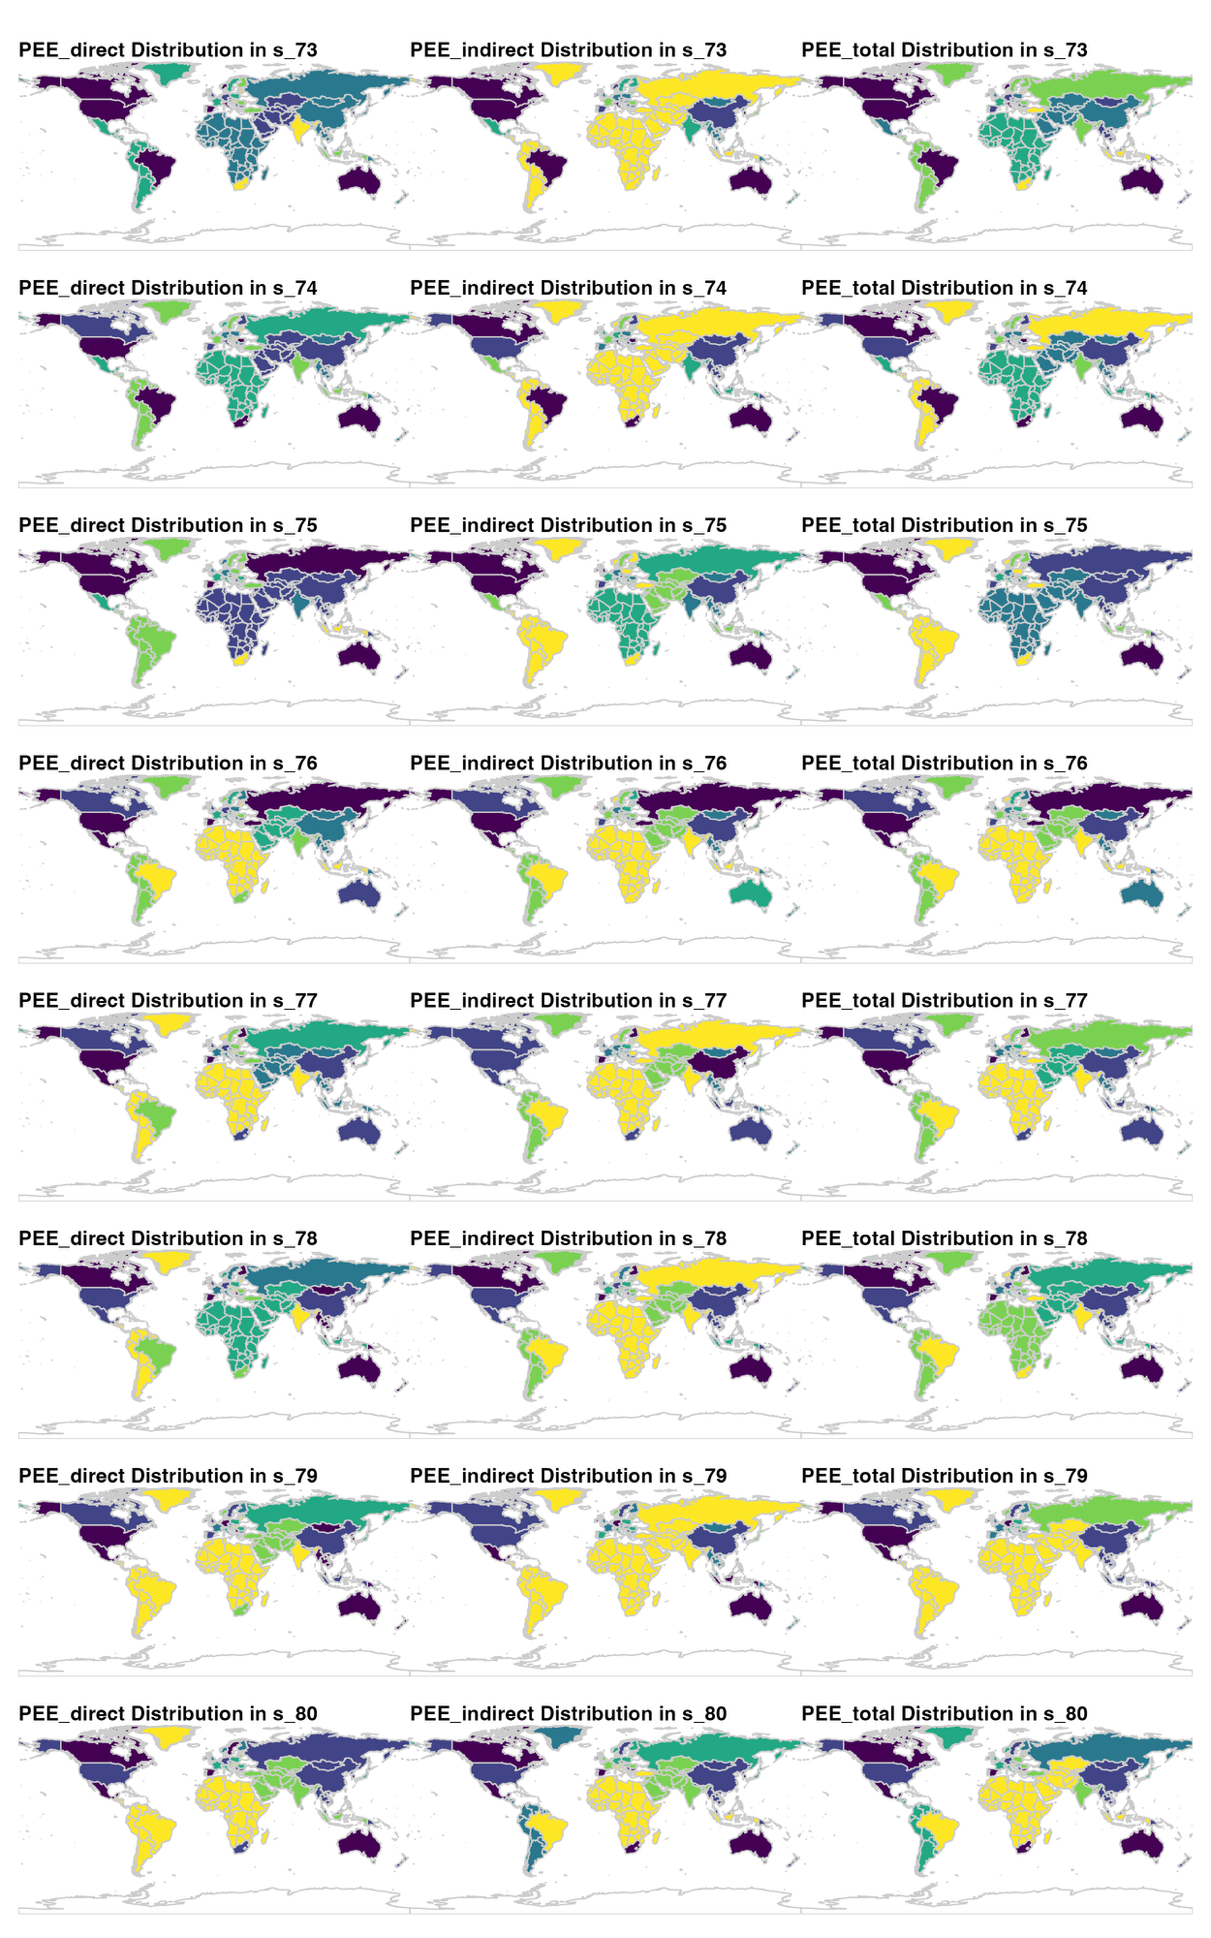 PEE_direct Distribution in s_73 PEE_indirect Distribution in s_73 PEE_total Distribution in s_73
PEE_direct Distribution in s_74 PEE_indirect Distribution in s_74 PEE_total Distribution in s_74
PEE_direct Distribution in s_75 PEE_indirect Distribution in s_75 PEE_total Distribution in s_75
PEE_direct Distribution in s_76 PEE_indirect Distribution in s_76 PEE_total Distribution in s_76
PEE_direct Distribution in s_77 PEE_indirect Distribution in s_77 PEE_total Distribution in s_77
PEE_direct Distribution in s_78 PEE_indirect Distribution in s_78 PEE_total Distribution in s_78
PEE_direct Distribution in s_79 PEE_indirect Distribution in s_79 PEE_total Distribution in s_79
PEE_direct Distribution in s_80 PEE_indirect Distribution in s_80 PEE_total Distribution in s_80